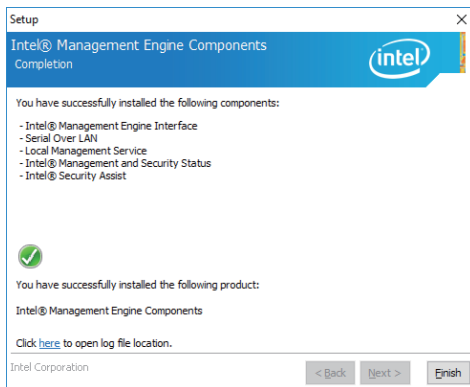 Setup
Intel® Management Engine Components
Completion
intel
You have successfully installed the following components:
- Intel® Management Engine Interface
- Serial Over LAN
- Local Management Service
- Intel® Management and Security Status
- Intel® Security Assist
You have successfully installed the following product:
Intel® Management Engine Components
Click here to open log file location.
Intel Corporation
< Back Next > Finish